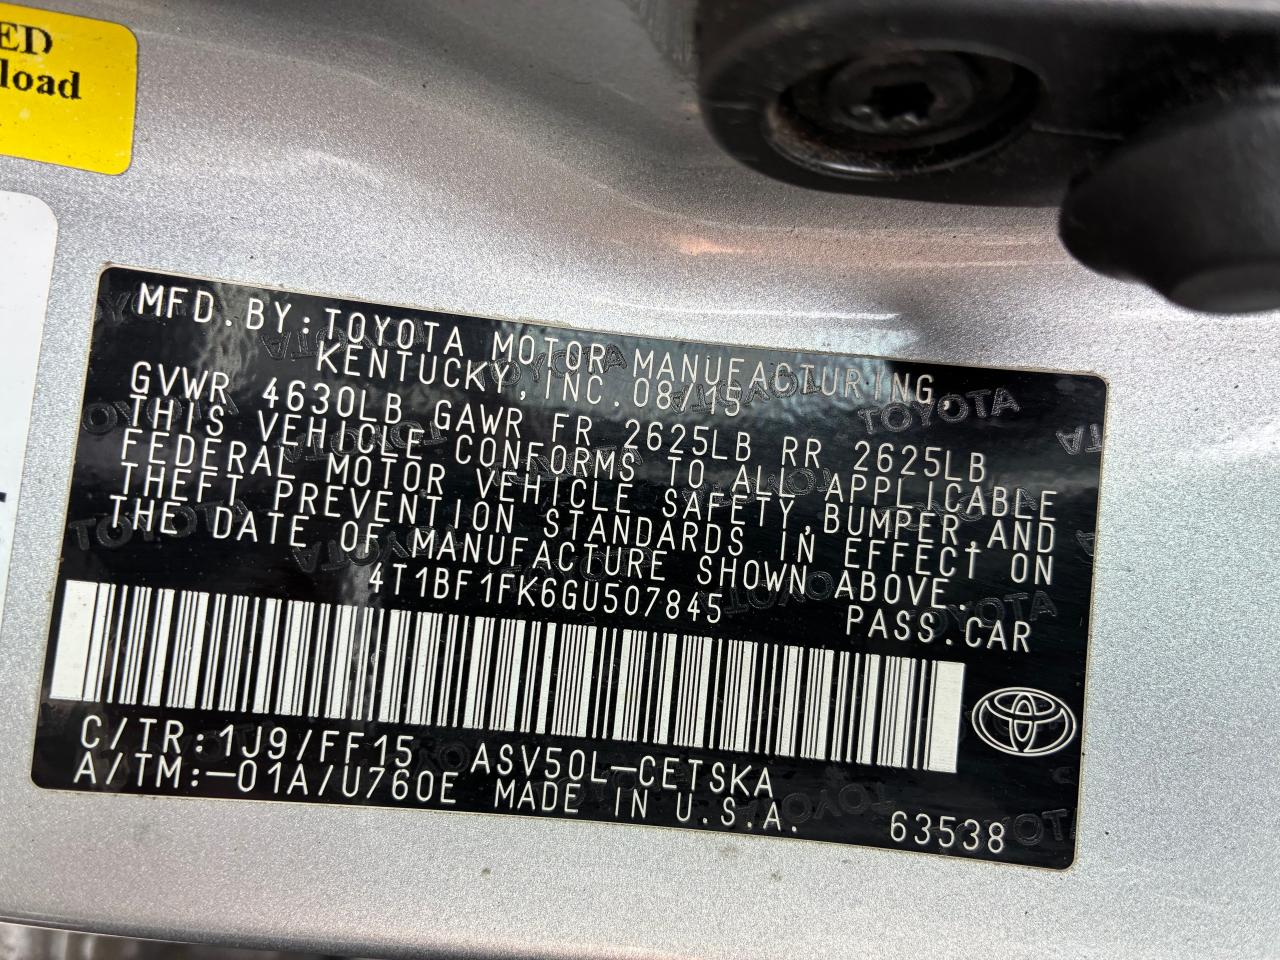 ED
load
MFD.BY:TOYOTA MOTOR MANUFACTURING,
KENTUCKY,INC.08/15
GVWR 4630LB GAWR FR 2625LB RR 2625LB
THIS VEHICLE CONFORMS TO ALL APPLICABLE
FEDERAL MOTOR VEHICLE SAFETY,BUMPER,AND
THEFT PREVENTION STANDARDS IN EFFECT ON
THE DATE OF MANUFACTURE SHOWN ABOVE.
4T1BF1FK6GU507845 PASS.CAR
C/TR:1J9/FF15 ASV50L-CETSKA
A/TM:-01A/U760E MADE IN U.S.A. 63538